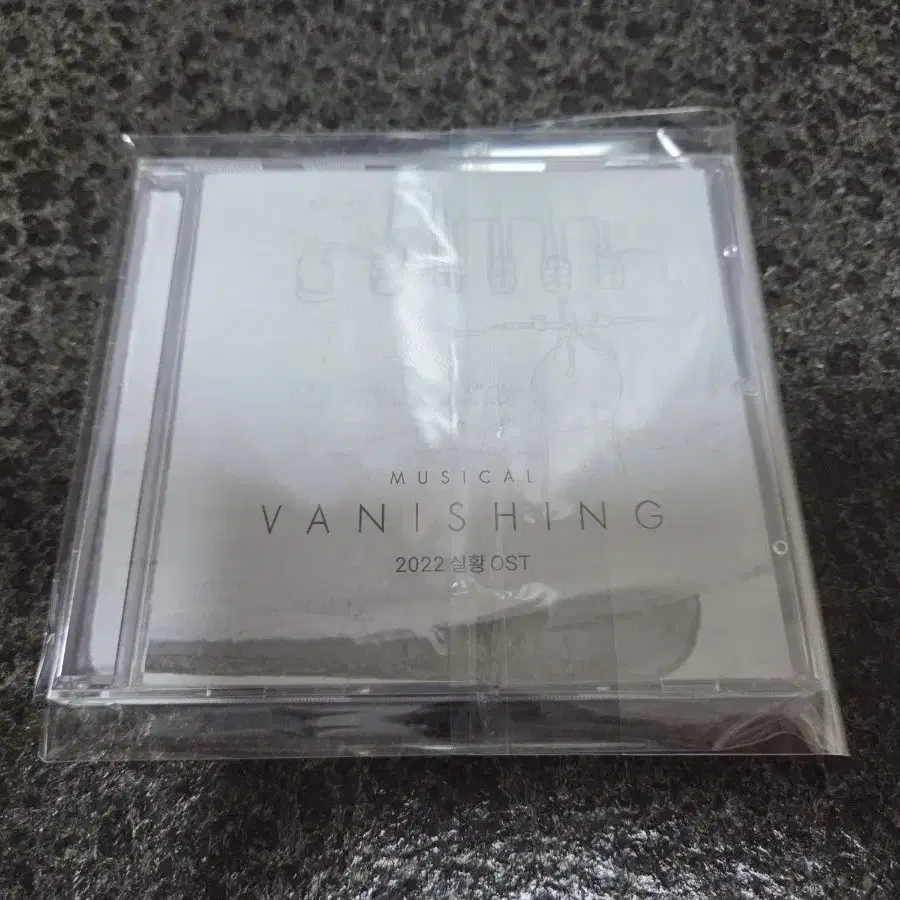 MUSICAL
VANISHING
2022 실황 OST